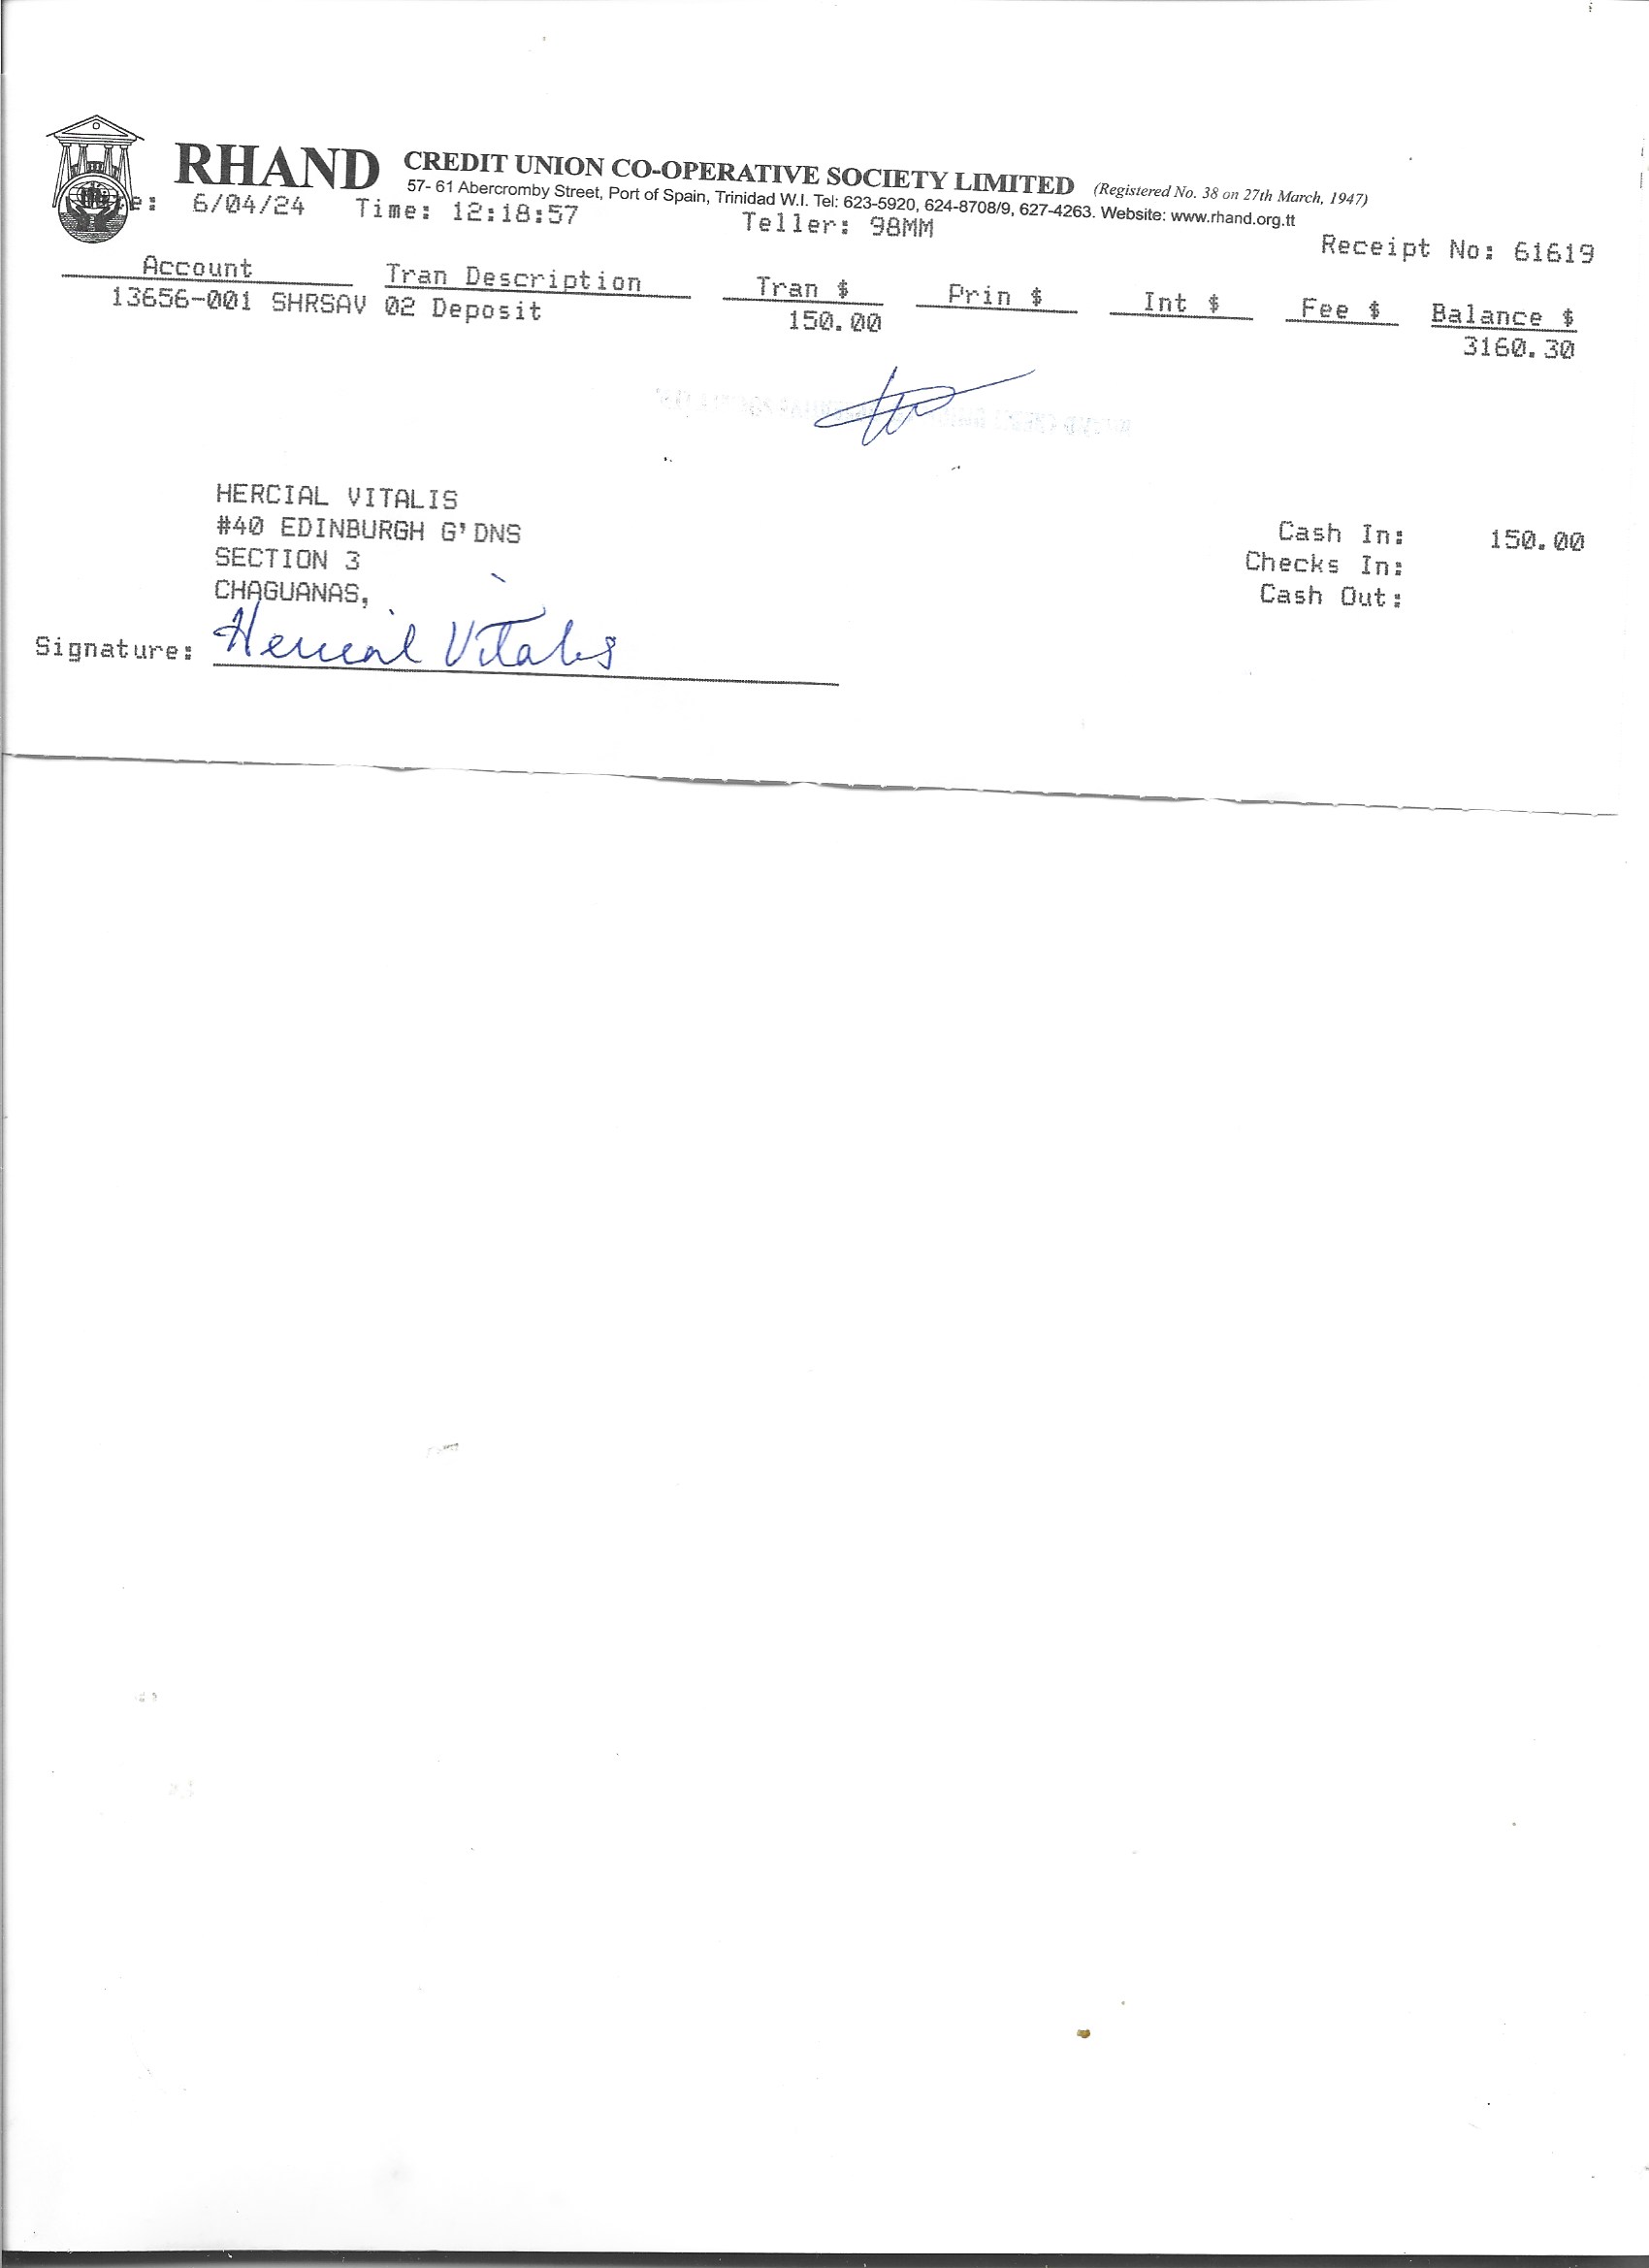 RHAND CREDIT UNION CO-OPERATIVE SOCIETY LIMITED (Registered No. 38 on 27th March, 1947)
57- 61 Abercromby Street, Port of Spain, Trinidad W.I. Tel: 623-5920, 624-8708/9, 627-4263. Website: www.rhand.org.tt
6/04/24 Time: 12:18:57 Teller: 98MM Receipt No: 61619
Account Tran Description Tran $ Prin $ Int $ Fee $ Balance $
13656-001 SHRSAV 02 Deposit 150.00 3160.30
HERCIAL VITALIS
#40 EDINBURGH G'DNS Cash In: 150.00
SECTION 3 Checks In:
CHAGUANAS, Cash Out:
Signature: Hercial Vitalis